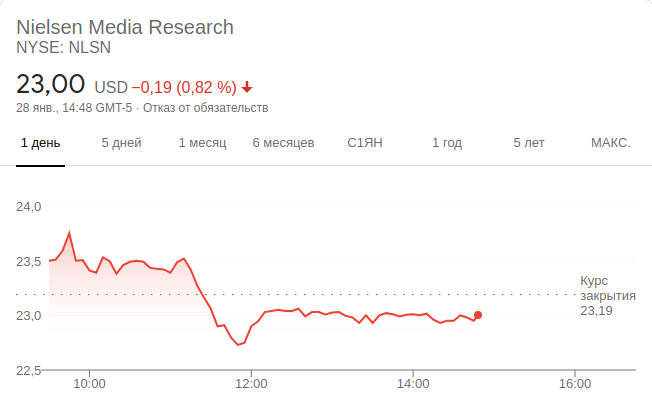 Nielsen Media Research
NYSE: NLSN
23,00 USD −0,19 (0,82 %)
28 янв., 14:48 GMT-5 · Отказ от обязательств
1 день 5 дней 1 месяц 6 месяцев С1ЯН 1 год 5 лет МАКС.
24,0
23,5
Курс
закрытия
23,19
23,0
22,5
10:00 12:00 14:00 16:00